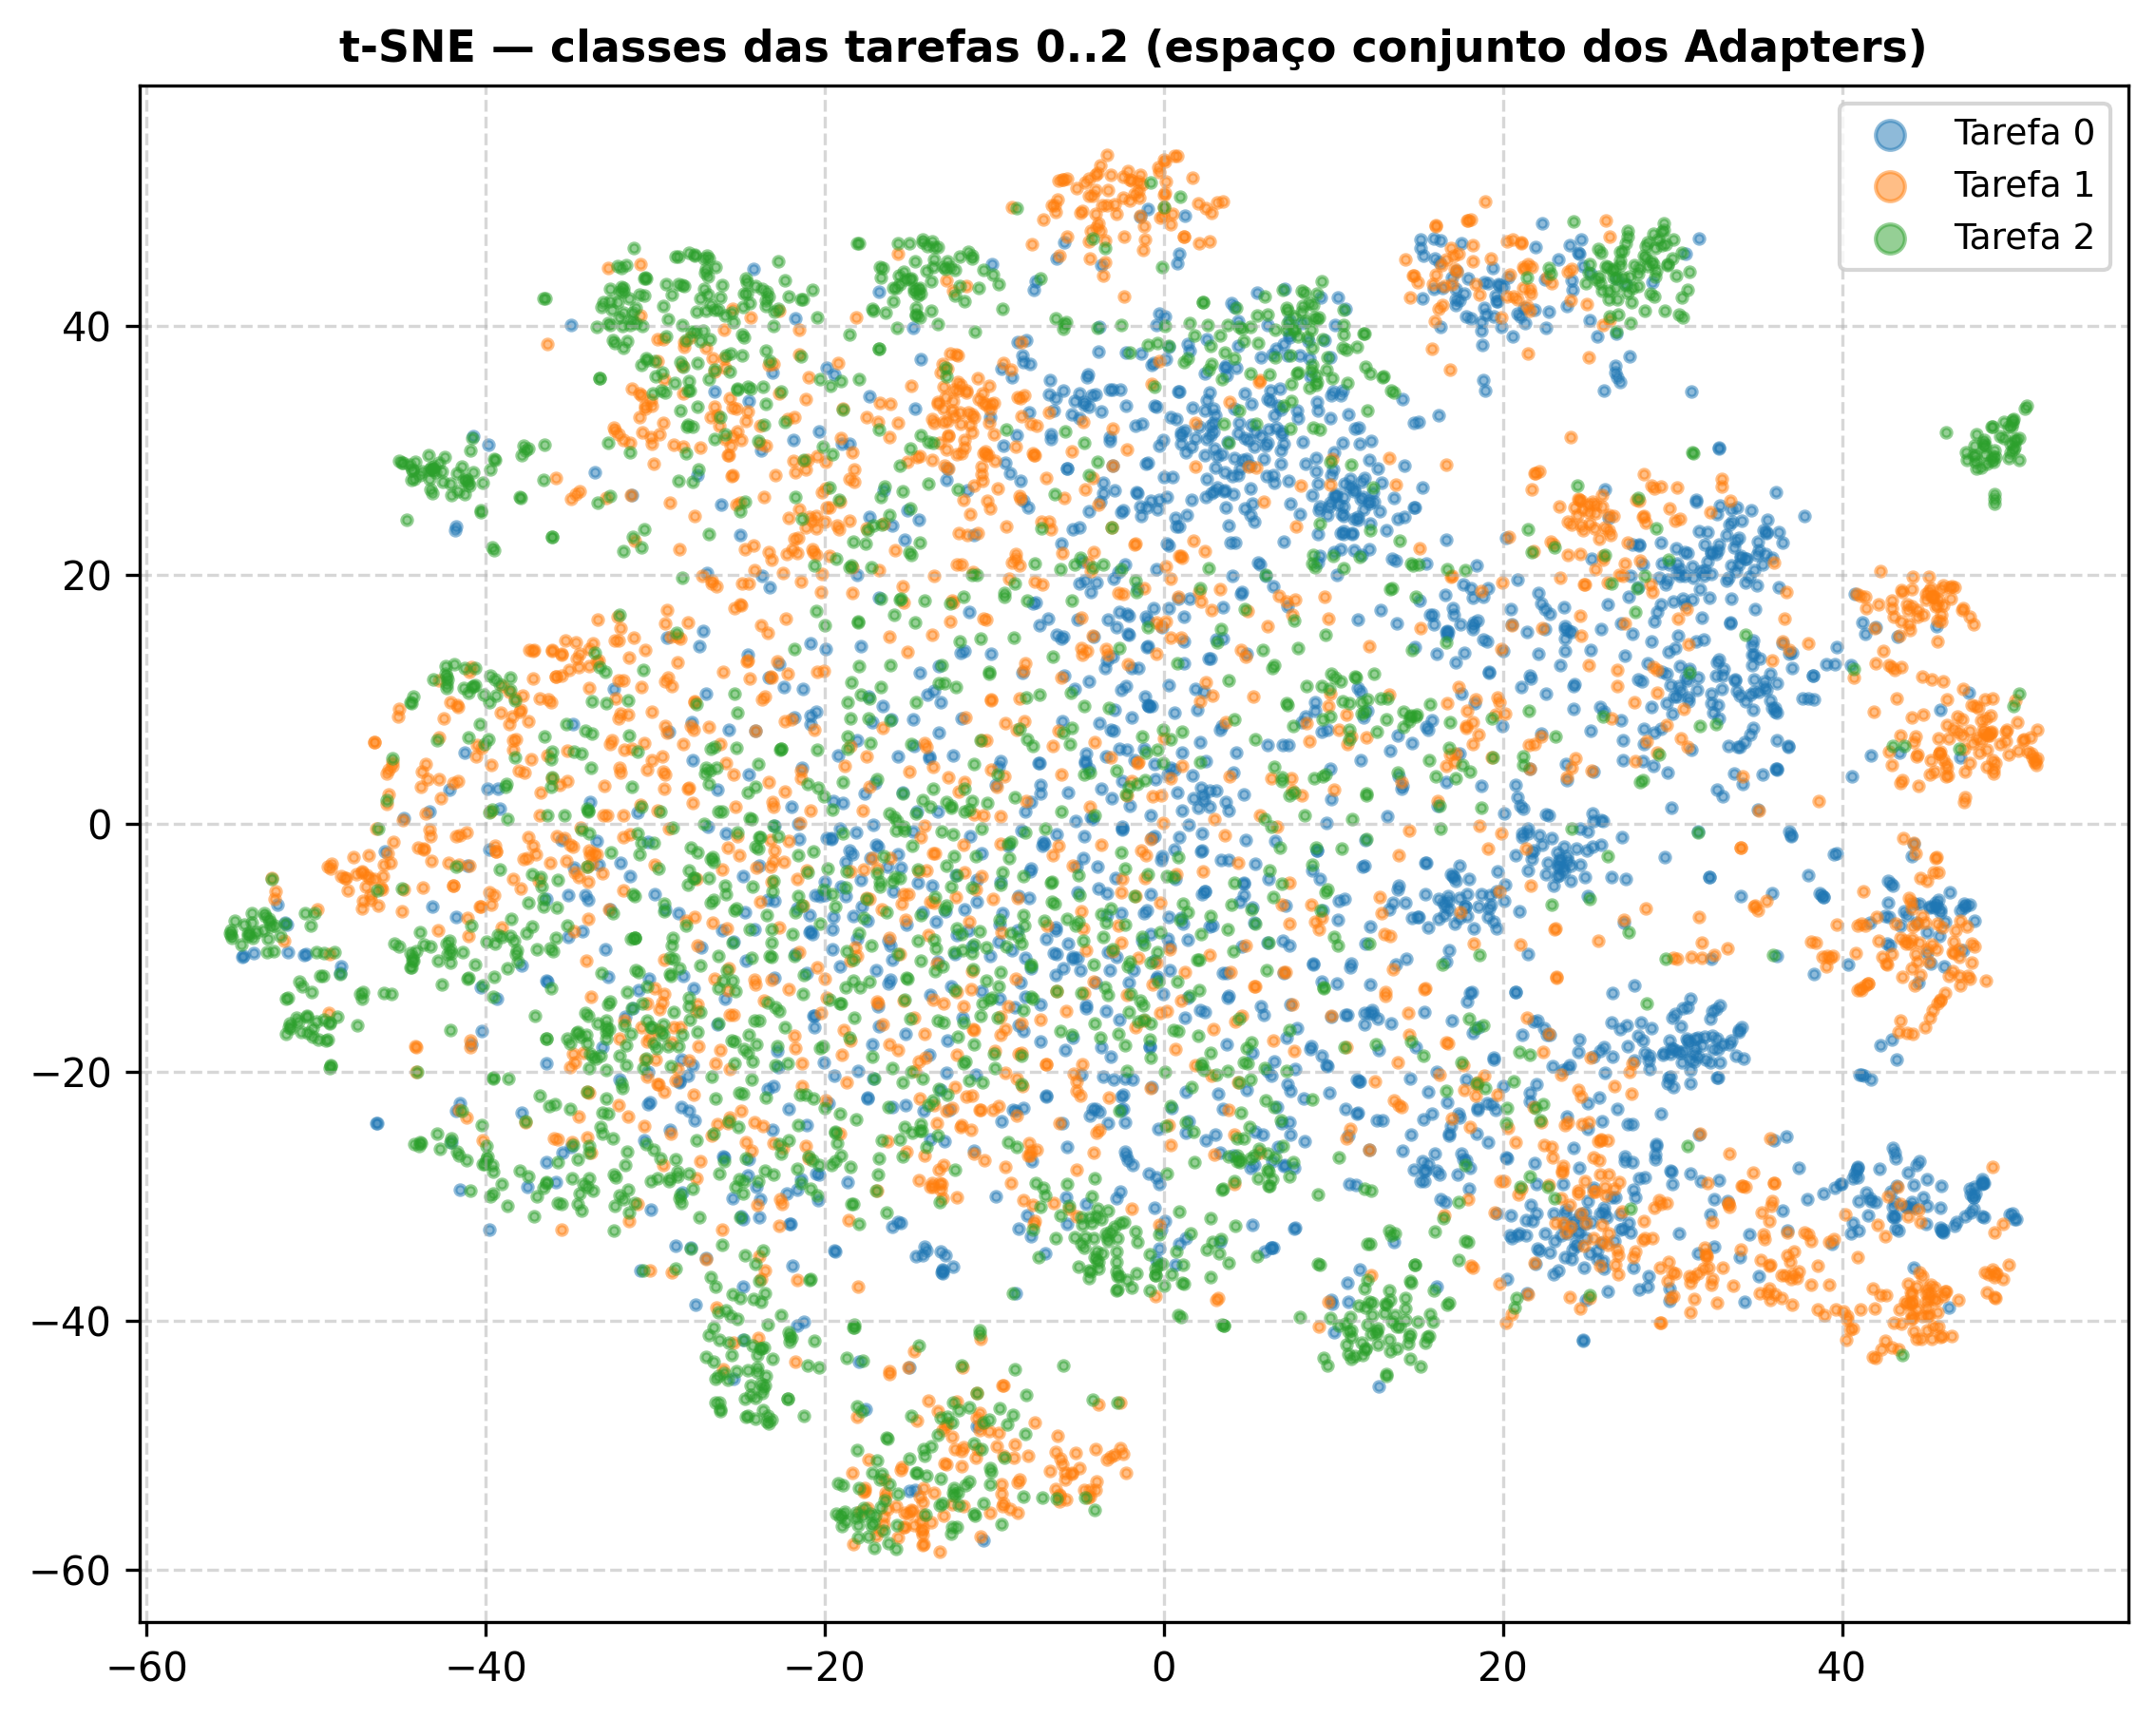 t-SNE — classes das tarefas 0..2 (espaço conjunto dos Adapters)
Tarefa 0
Tarefa 1
Tarefa 2
40
20
0
−20
−40
−60
−60 −40 −20 0 20 40